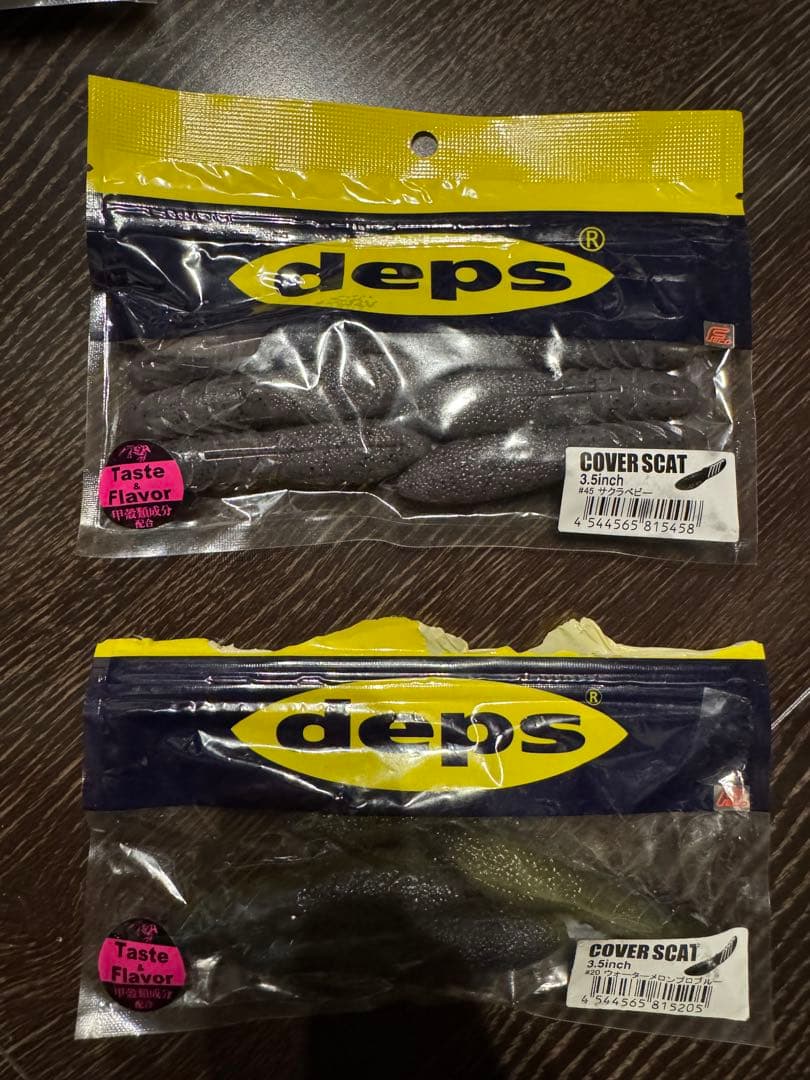 deps®
Taste
&
Flavor
甲殻類成分
配合
COVER SCAT
3.5inch
#45 サクラベビー
4 544565 815458
deps®
Taste
&
Flavor
甲殻類成分
配合
COVER SCAT
3.5inch
#20 ウォーターメロンプロブルー
4 544565 815205